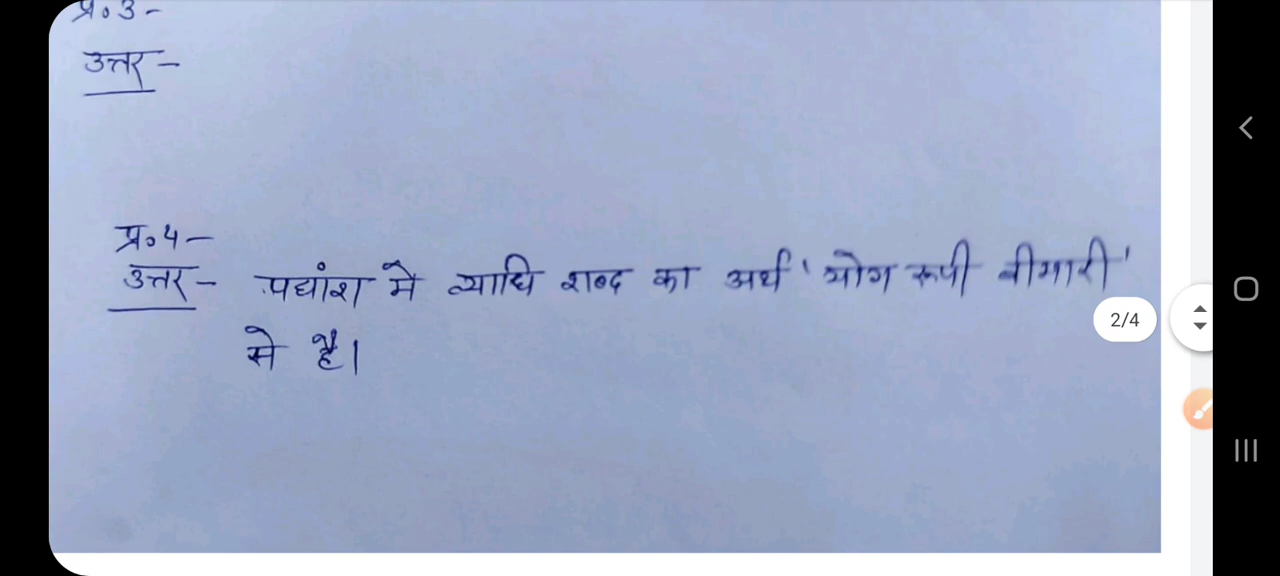 प्र॰3 -
उत्तर -
प्र॰4 -
उत्तर - पद्यांश मे व्याधि शब्द का अर्थ 'योग रूपी बीमारी'
से है।
2/4